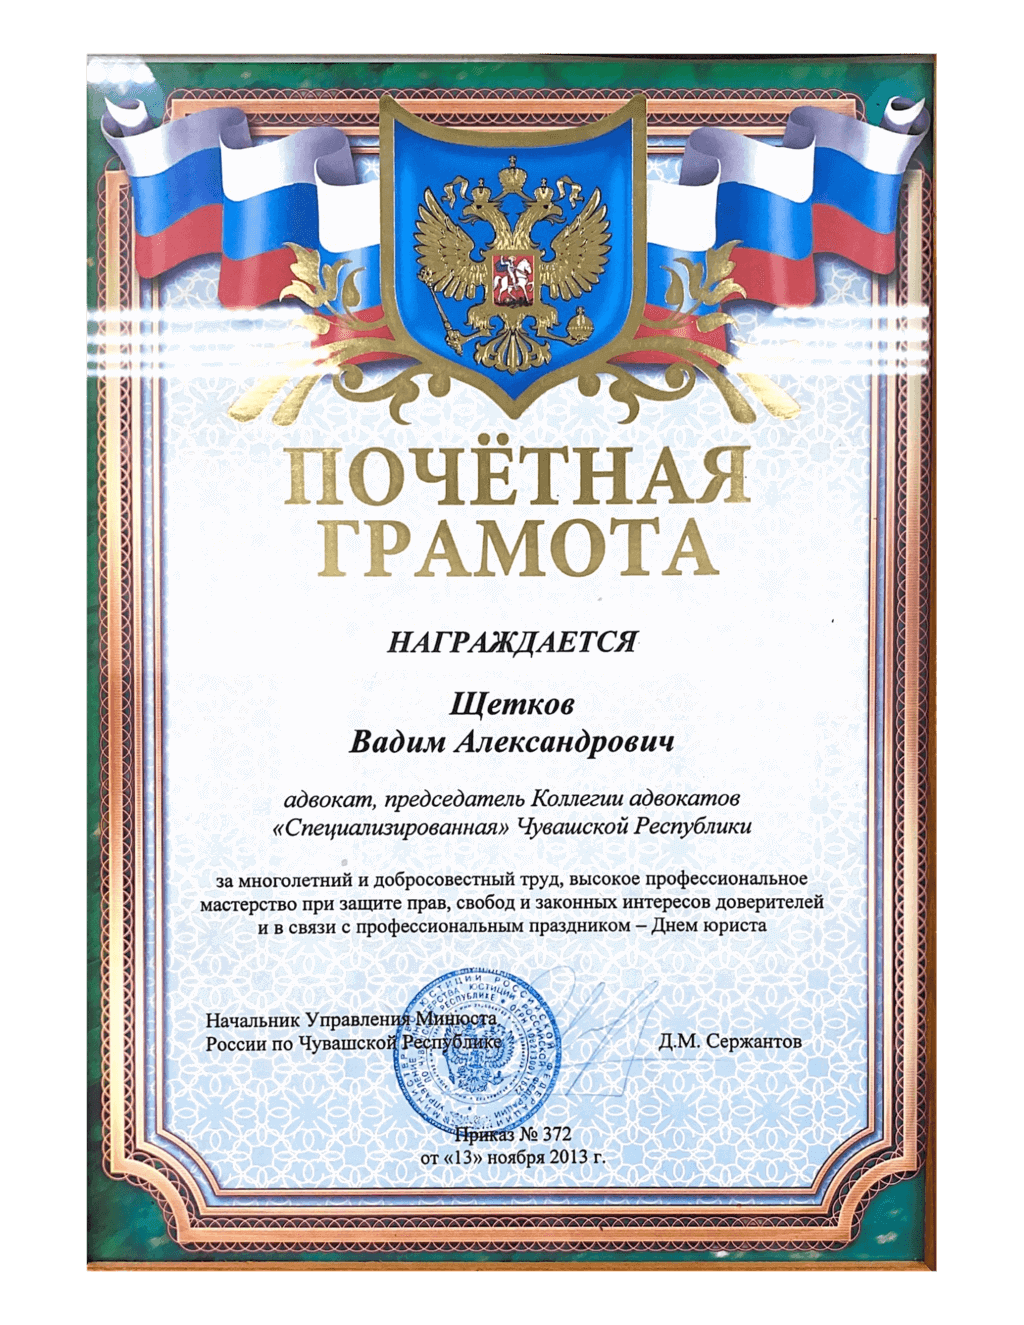 ПОЧЁТНАЯ
ГРАМОТА
НАГРАЖДАЕТСЯ
Щетков
Вадим Александрович
адвокат, председатель Коллегии адвокатов
«Специализированная» Чувашской Республики
за многолетний и добросовестный труд, высокое профессиональное
мастерство при защите прав, свобод и законных интересов доверителей
и в связи с профессиональным праздником – Днем юриста
Начальник Управления Минюста
России по Чувашской Республике
Д.М. Сержантов
Приказ № 372
от «13» ноября 2013 г.